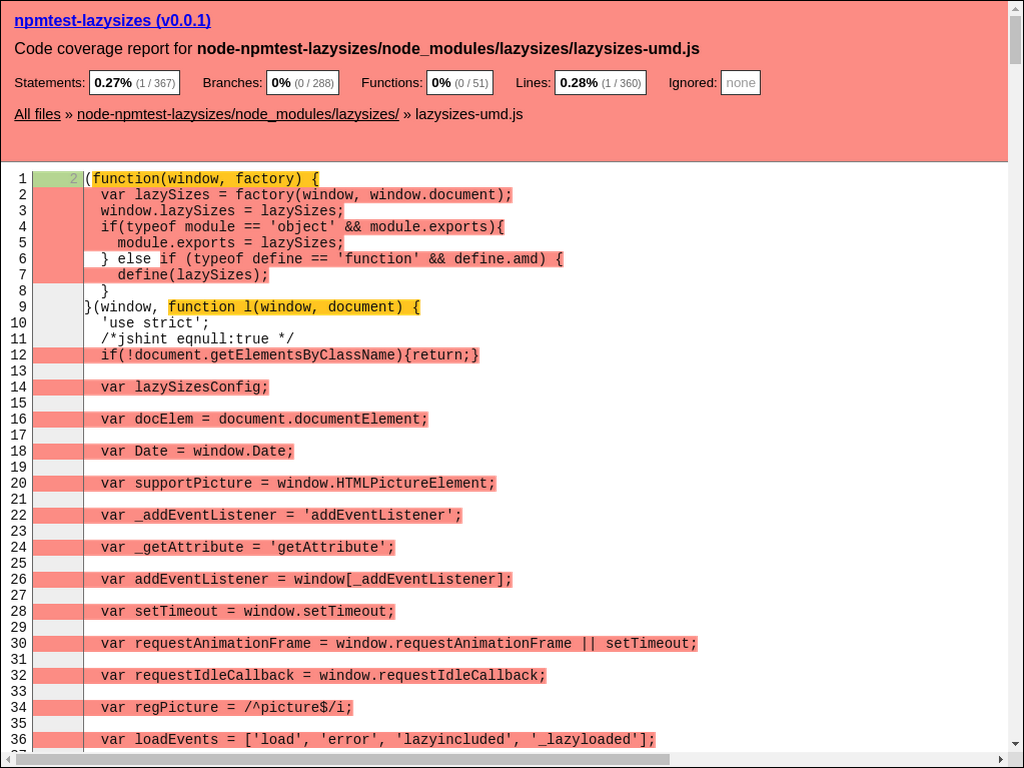 npmtest-lazysizes (v0.0.1)
Code coverage report for node-npmtest-lazysizes/node_modules/lazysizes/lazysizes-umd.js
Statements: 0.27% (1 / 367) Branches: 0% (0 / 288) Functions: 0% (0 / 51) Lines: 0.28% (1 / 360) Ignored: none
All files » node-npmtest-lazysizes/node_modules/lazysizes/ » lazysizes-umd.js
1 2 (function(window, factory) {
2   var lazySizes = factory(window, window.document);
3   window.lazySizes = lazySizes;
4   if(typeof module == 'object' && module.exports){
5     module.exports = lazySizes;
6   } else if (typeof define == 'function' && define.amd) {
7     define(lazySizes);
8   }
9 }(window, function l(window, document) {
10   'use strict';
11   /*jshint eqnull:true */
12   if(!document.getElementsByClassName){return;}
13
14   var lazySizesConfig;
15
16   var docElem = document.documentElement;
17
18   var Date = window.Date;
19
20   var supportPicture = window.HTMLPictureElement;
21
22   var _addEventListener = 'addEventListener';
23
24   var _getAttribute = 'getAttribute';
25
26   var addEventListener = window[_addEventListener];
27
28   var setTimeout = window.setTimeout;
29
30   var requestAnimationFrame = window.requestAnimationFrame || setTimeout;
31
32   var requestIdleCallback = window.requestIdleCallback;
33
34   var regPicture = /^picture$/i;
35
36   var loadEvents = ['load', 'error', 'lazyincluded', '_lazyloaded'];